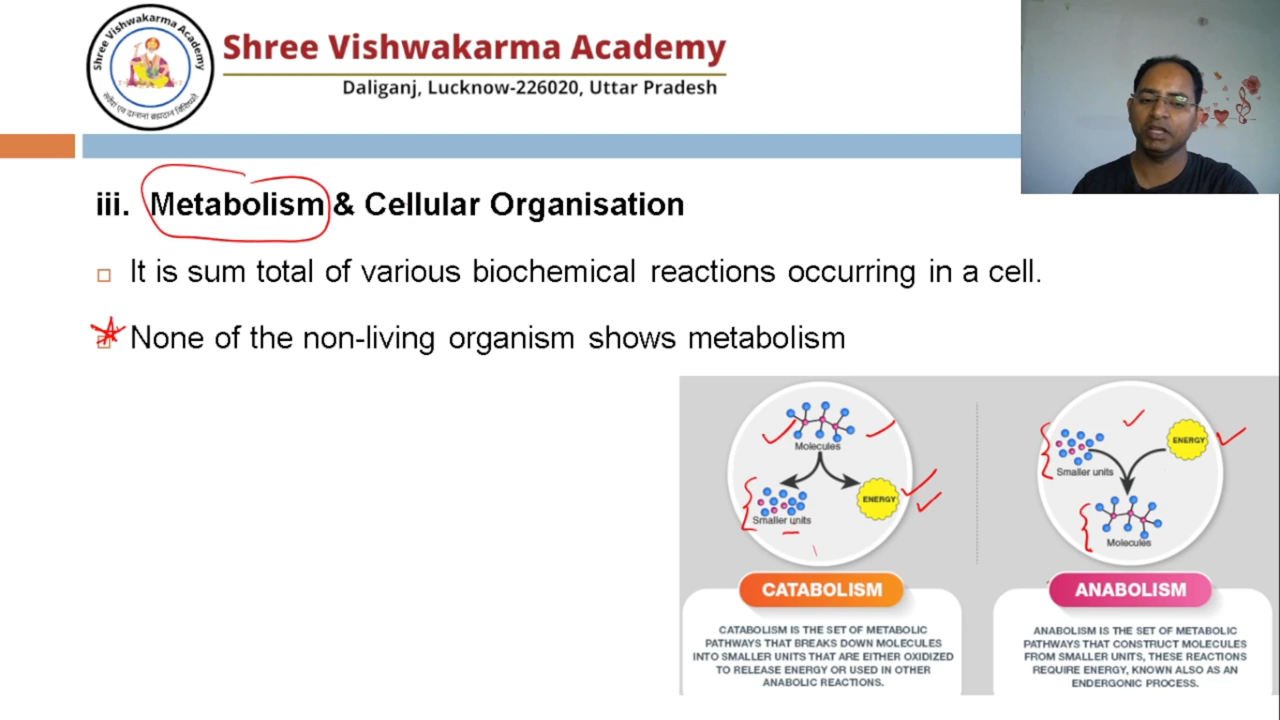 Shree Vishwakarma Academy
Shree Vishwakarma Academy
Daliganj, Lucknow-226020, Uttar Pradesh
iii. Metabolism & Cellular Organisation
It is sum total of various biochemical reactions occurring in a cell.
None of the non-living organism shows metabolism
Molecules
Smaller units
ENERGY
CATABOLISM
CATABOLISM IS THE SET OF METABOLIC
PATHWAYS THAT BREAKS DOWN MOLECULES
INTO SMALLER UNITS THAT ARE EITHER OXIDIZED
TO RELEASE ENERGY OR USED IN OTHER
ANABOLIC REACTIONS.
Smaller units
ENERGY
Molecules
ANABOLISM
ANABOLISM IS THE SET OF METABOLIC
PATHWAYS THAT CONSTRUCT MOLECULES
FROM SMALLER UNITS, THESE REACTIONS
REQUIRE ENERGY, KNOWN ALSO AS AN
ENDERGONIC PROCESS.